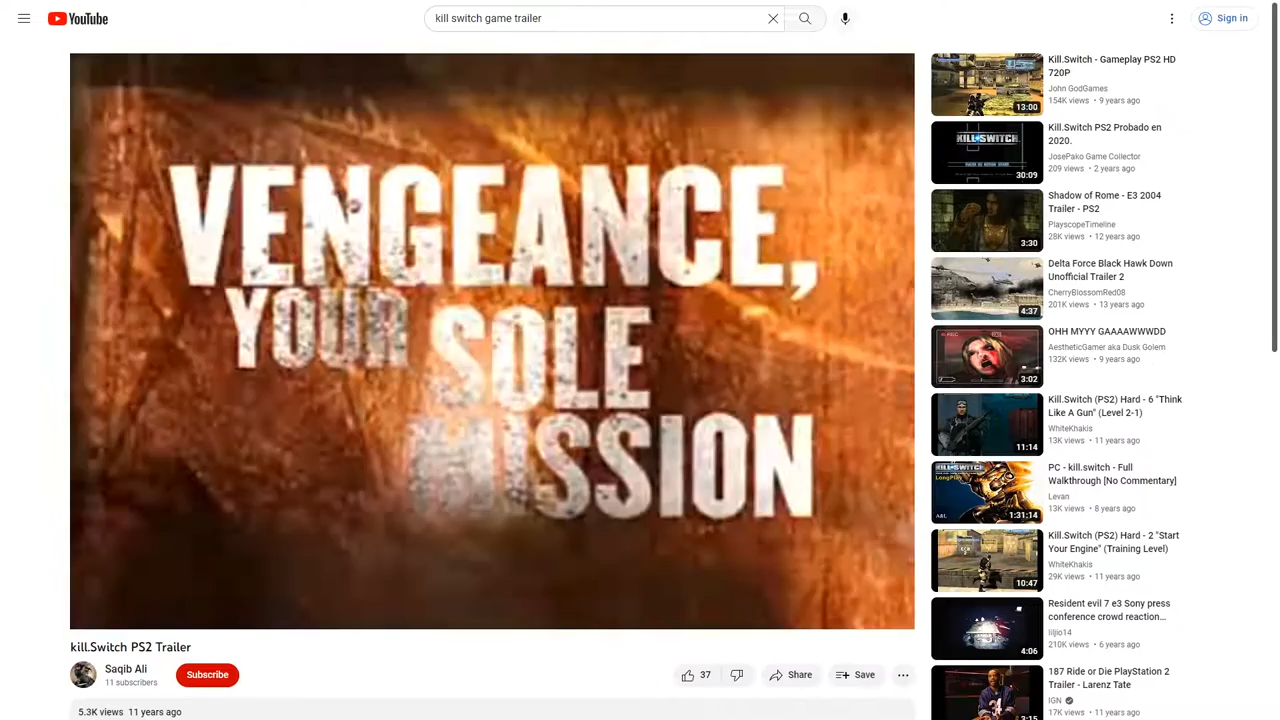 YouTube
kill switch game trailer
Sign in
VENGEANCE,
YOUR SOLE
MISSION
kill.Switch PS2 Trailer
Saqib Ali
11 subscribers
Subscribe
37
Share
Save
5.3K views 11 years ago
KILL.SWITCH
13:00
Kill.Switch - Gameplay PS2 HD
720P
John GodGames
154K views • 9 years ago
30:09
Kill.Switch PS2 Probado en
2020.
JosePako Game Collector
209 views • 2 years ago
3:30
Shadow of Rome - E3 2004
Trailer - PS2
PlayscopeTimeline
28K views • 12 years ago
4:37
Delta Force Black Hawk Down
Unofficial Trailer 2
CherryBlossomRed08
201K views • 13 years ago
3:02
OHH MYYY GAAAAWWWDD
AestheticGamer aka Dusk Golem
132K views • 9 years ago
11:14
Kill.Switch (PS2) Hard - 6 "Think
Like A Gun" (Level 2-1)
WhiteKhakis
13K views • 11 years ago
LongPlay
1:31:14
PC - kill.switch - Full
Walkthrough [No Commentary]
Levan
13K views • 8 years ago
10:47
Kill.Switch (PS2) Hard - 2 "Start
Your Engine" (Training Level)
WhiteKhakis
29K views • 11 years ago
4:06
Resident evil 7 e3 Sony press
conference crowd reaction...
liljio14
210K views • 6 years ago
3:15
187 Ride or Die PlayStation 2
Trailer - Larenz Tate
IGN
17K views • 11 years ago